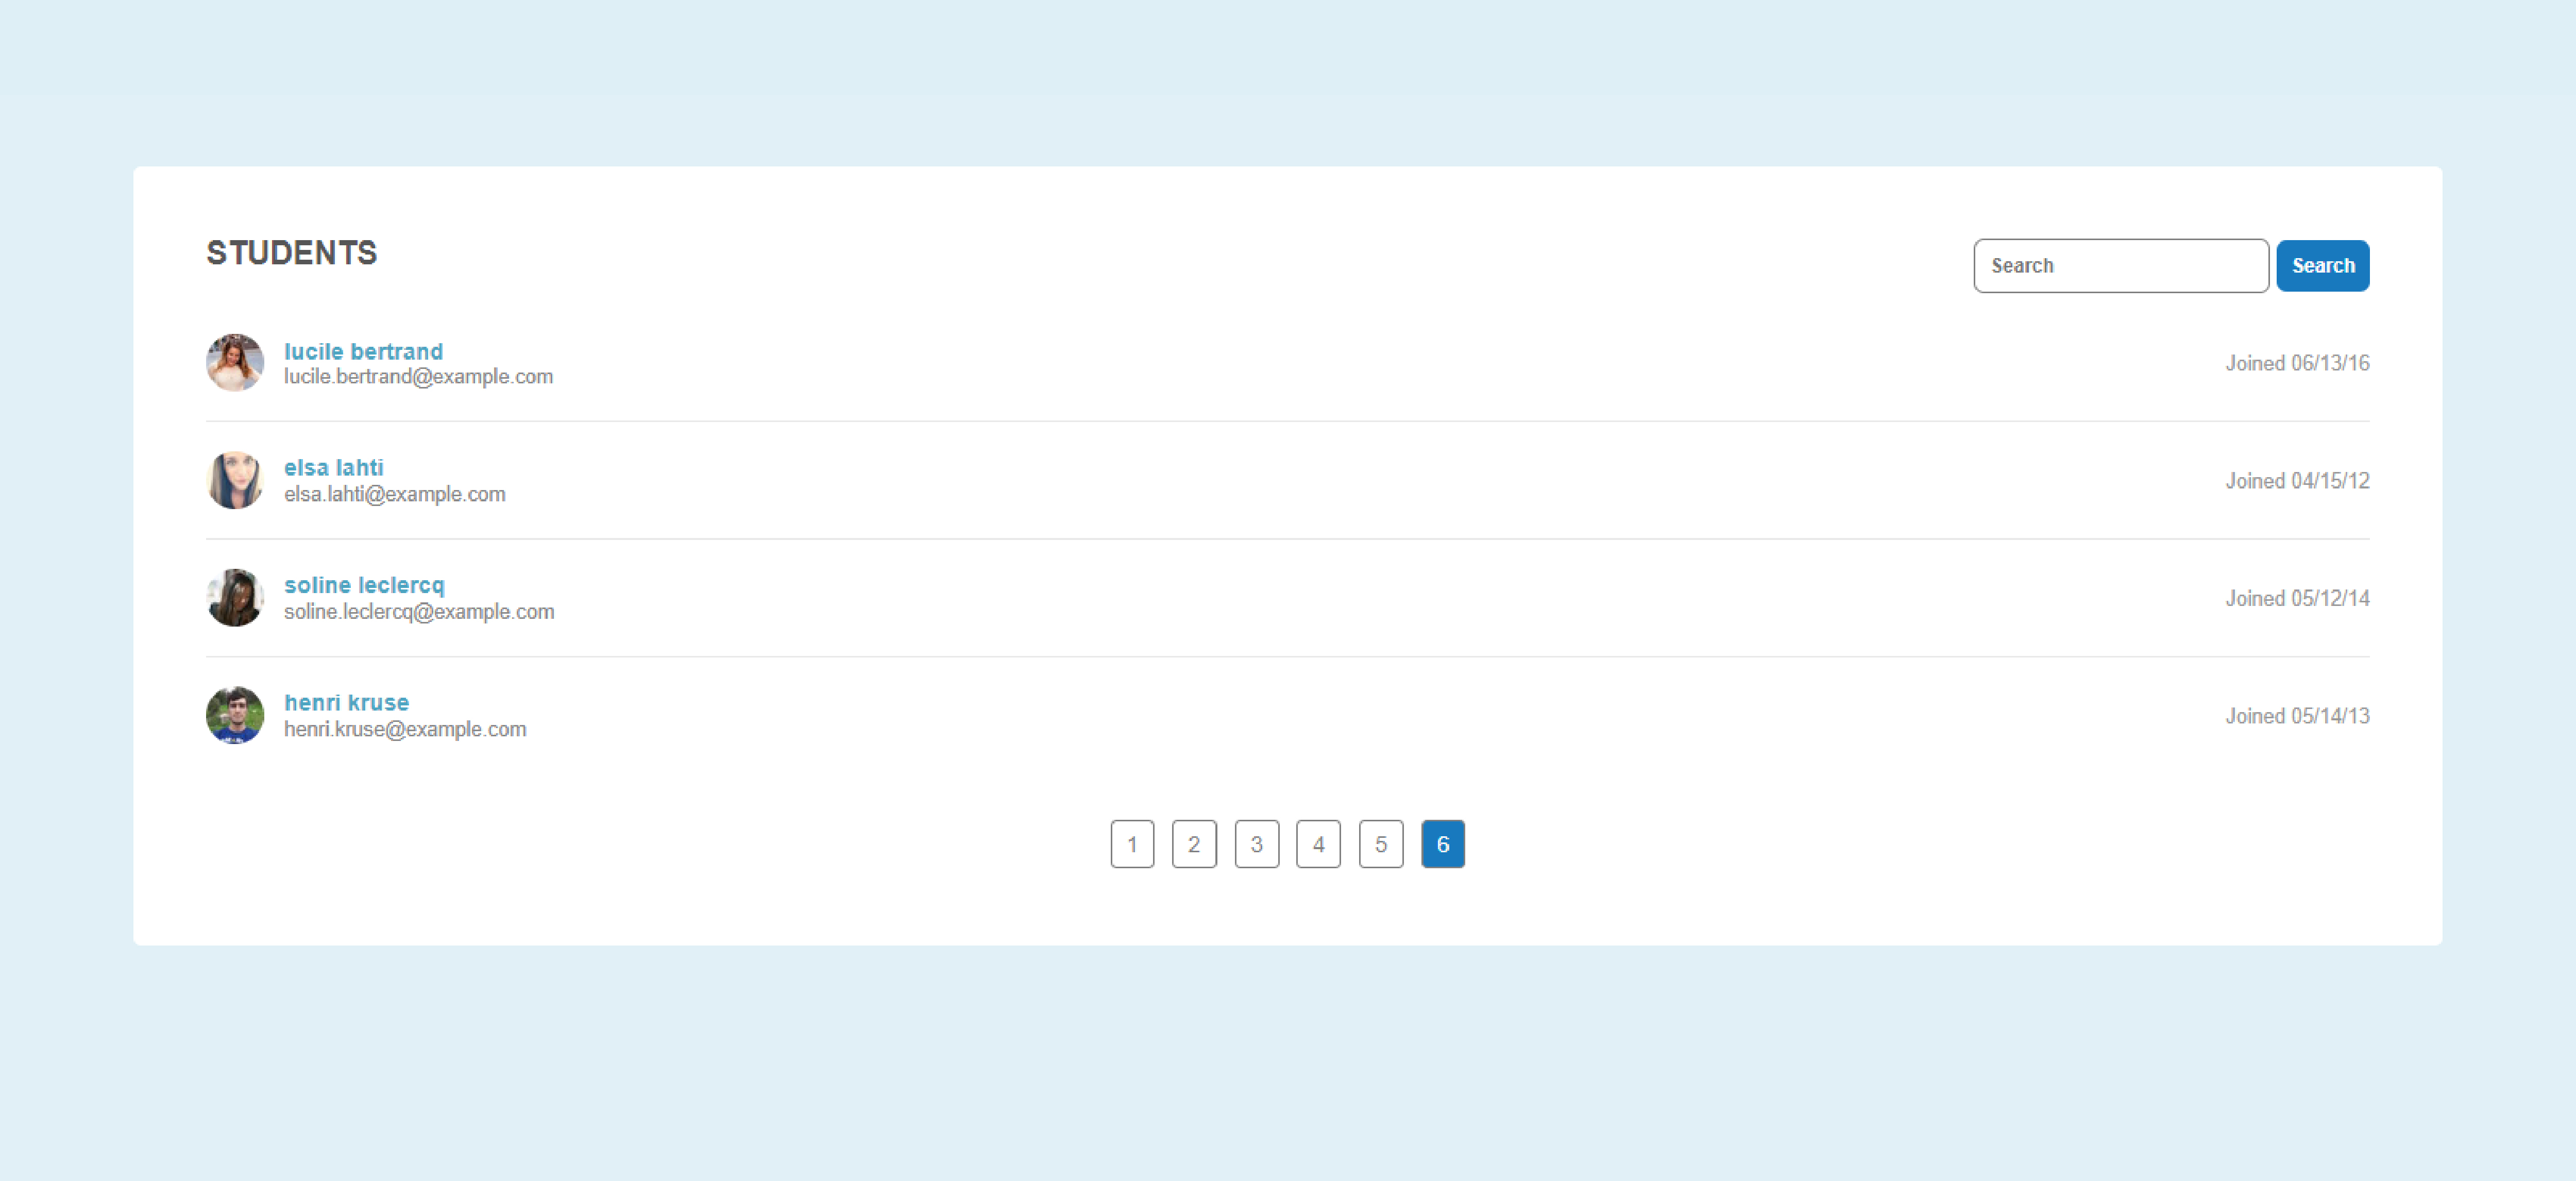 STUDENTS
Search Search
lucile bertrand
lucile.bertrand@example.com
Joined 06/13/16
elsa lahti
elsa.lahti@example.com
Joined 04/15/12
soline leclercq
soline.leclercq@example.com
Joined 05/12/14
henri kruse
henri.kruse@example.com
Joined 05/14/13
1 2 3 4 5 6